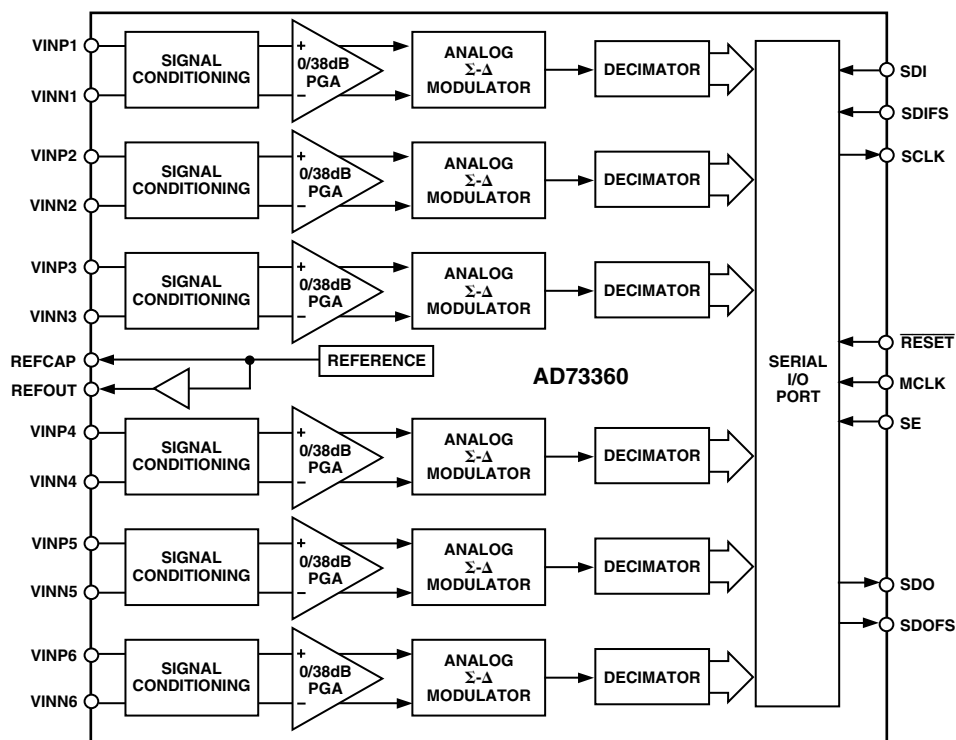 VINP1
VINN1
SIGNAL
CONDITIONING
+
0/38dB
PGA
−
ANALOG
Σ-Δ
MODULATOR
DECIMATOR
VINP2
VINN2
SIGNAL
CONDITIONING
+
0/38dB
PGA
−
ANALOG
Σ-Δ
MODULATOR
DECIMATOR
VINP3
VINN3
SIGNAL
CONDITIONING
+
0/38dB
PGA
−
ANALOG
Σ-Δ
MODULATOR
DECIMATOR
REFCAP
REFOUT
REFERENCE
AD73360
VINP4
VINN4
SIGNAL
CONDITIONING
+
0/38dB
PGA
−
ANALOG
Σ-Δ
MODULATOR
DECIMATOR
VINP5
VINN5
SIGNAL
CONDITIONING
+
0/38dB
PGA
−
ANALOG
Σ-Δ
MODULATOR
DECIMATOR
VINP6
VINN6
SIGNAL
CONDITIONING
+
0/38dB
PGA
−
ANALOG
Σ-Δ
MODULATOR
DECIMATOR
SERIAL
I/O
PORT
SDI
SDIFS
SCLK
RESET
MCLK
SE
SDO
SDOFS